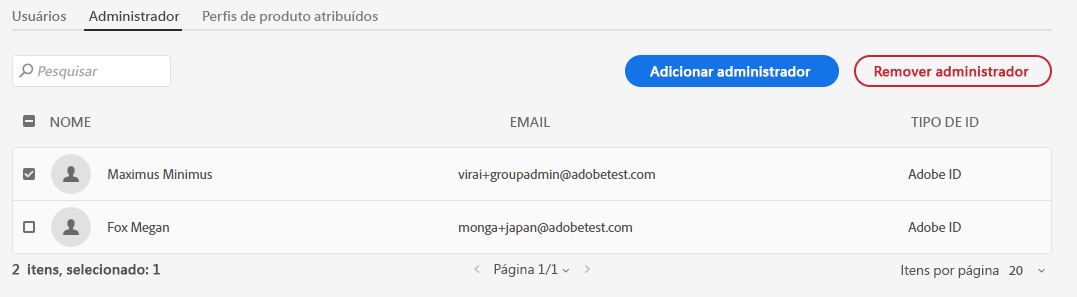 Usuários Administrador Perfis de produto atribuídos
Pesquisar Adicionar administrador Remover administrador
NOME EMAIL TIPO DE ID
Maximus Minimus virai+groupadmin@adobetest.com Adobe ID
Fox Megan monga+japan@adobetest.com Adobe ID
2 itens, selecionado: 1 Página 1/1 Itens por página 20